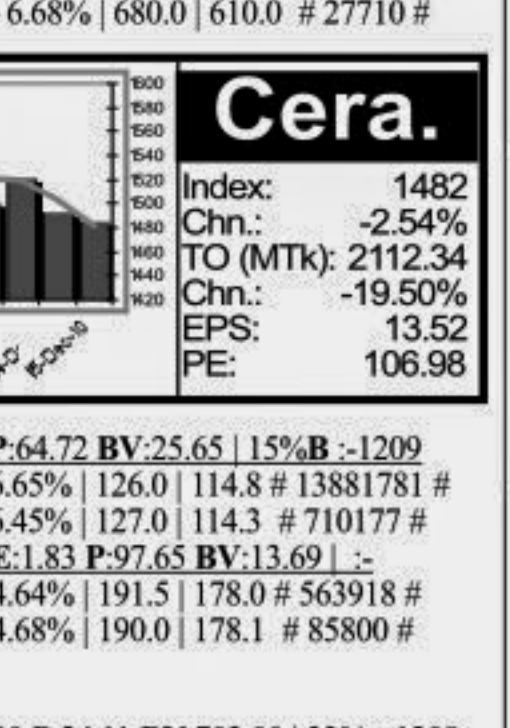 6.68% | 680.0 | 610.0 # 27710 #
1600
1580
1560
1540
1520
1500
1480
1460
1440
1420
Cera.
Index: 1482
Chn.: -2.54%
TO (MTk): 2112.34
Chn.: -19.50%
EPS: 13.52
PE: 106.98
P:64.72 BV:25.65 | 15%B :-1209
.65% | 126.0 | 114.8 # 13881781 #
.45% | 127.0 | 114.3 # 710177 #
E:1.83 P:97.65 BV:13.69 | :-
4.64% | 191.5 | 178.0 # 563918 #
4.68% | 190.0 | 178.1 # 85800 #